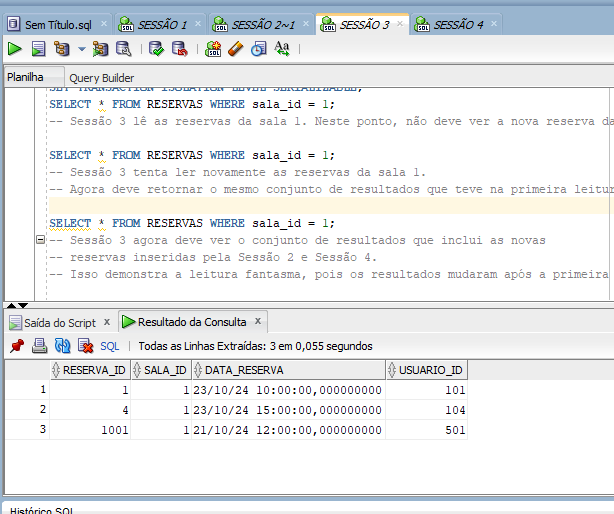 Sem Título.sql SESSÃO 1 SESSÃO 2~1 SESSÃO 3 SESSÃO 4
Planilha Query Builder
SET TRANSACTION ISOLATION LEVEL SERIALIZABLE;
SELECT * FROM RESERVAS WHERE sala_id = 1;
-- Sessão 3 lê as reservas da sala 1. Neste ponto, não deve ver a nova reserva da
SELECT * FROM RESERVAS WHERE sala_id = 1;
-- Sessão 3 tenta ler novamente as reservas da sala 1.
-- Agora deve retornar o mesmo conjunto de resultados que teve na primeira leitur
SELECT * FROM RESERVAS WHERE sala_id = 1;
-- Sessão 3 agora deve ver o conjunto de resultados que inclui as novas
-- reservas inseridas pela Sessão 2 e Sessão 4.
-- Isso demonstra a leitura fantasma, pois os resultados mudaram após a primeira
Saída do Script x Resultado da Consulta x
SQL | Todas as Linhas Extraídas: 3 em 0,055 segundos
RESERVA_ID SALA_ID DATA_RESERVA USUARIO_ID
1 1 1 23/10/24 10:00:00,000000000 101
2 4 1 23/10/24 15:00:00,000000000 104
3 1001 1 21/10/24 12:00:00,000000000 501
Histórico SQL